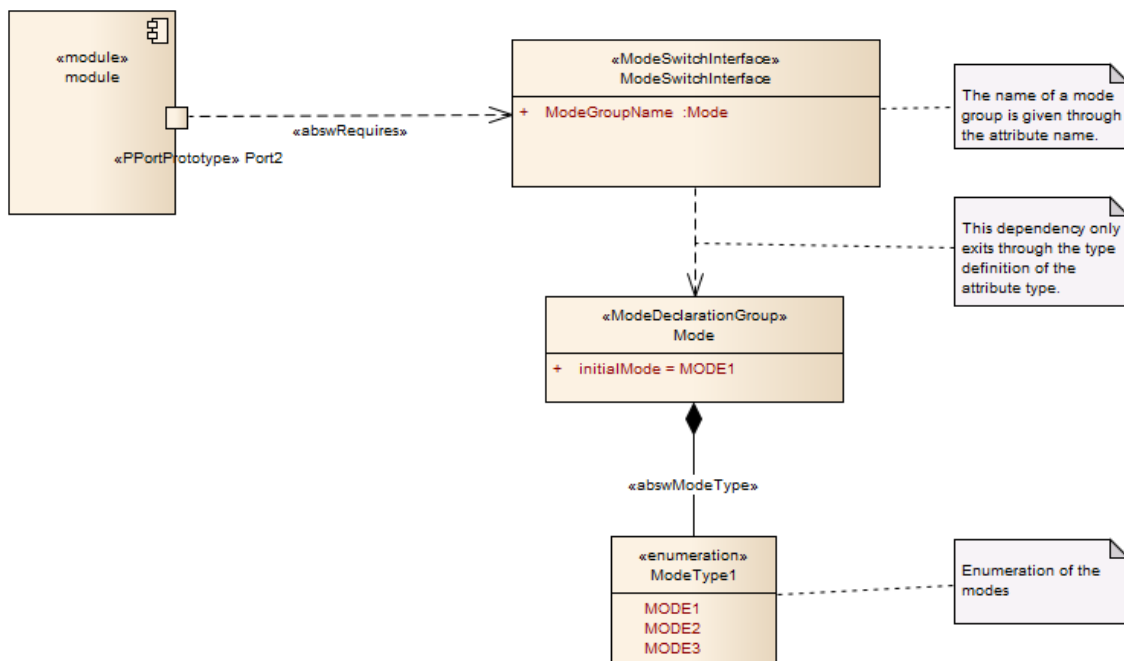 «module»
module
«abswRequires»
«PPortPrototype» Port2
«ModeSwitchInterface»
ModeSwitchInterface
+ ModeGroupName :Mode
The name of a mode
group is given through
the attribute name.
This dependency only
exits through the type
definition of the
attribute type.
«ModeDeclarationGroup»
Mode
+ initialMode = MODE1
«abswModeType»
«enumeration»
ModeType1
MODE1
MODE2
MODE3
Enumeration of the
modes